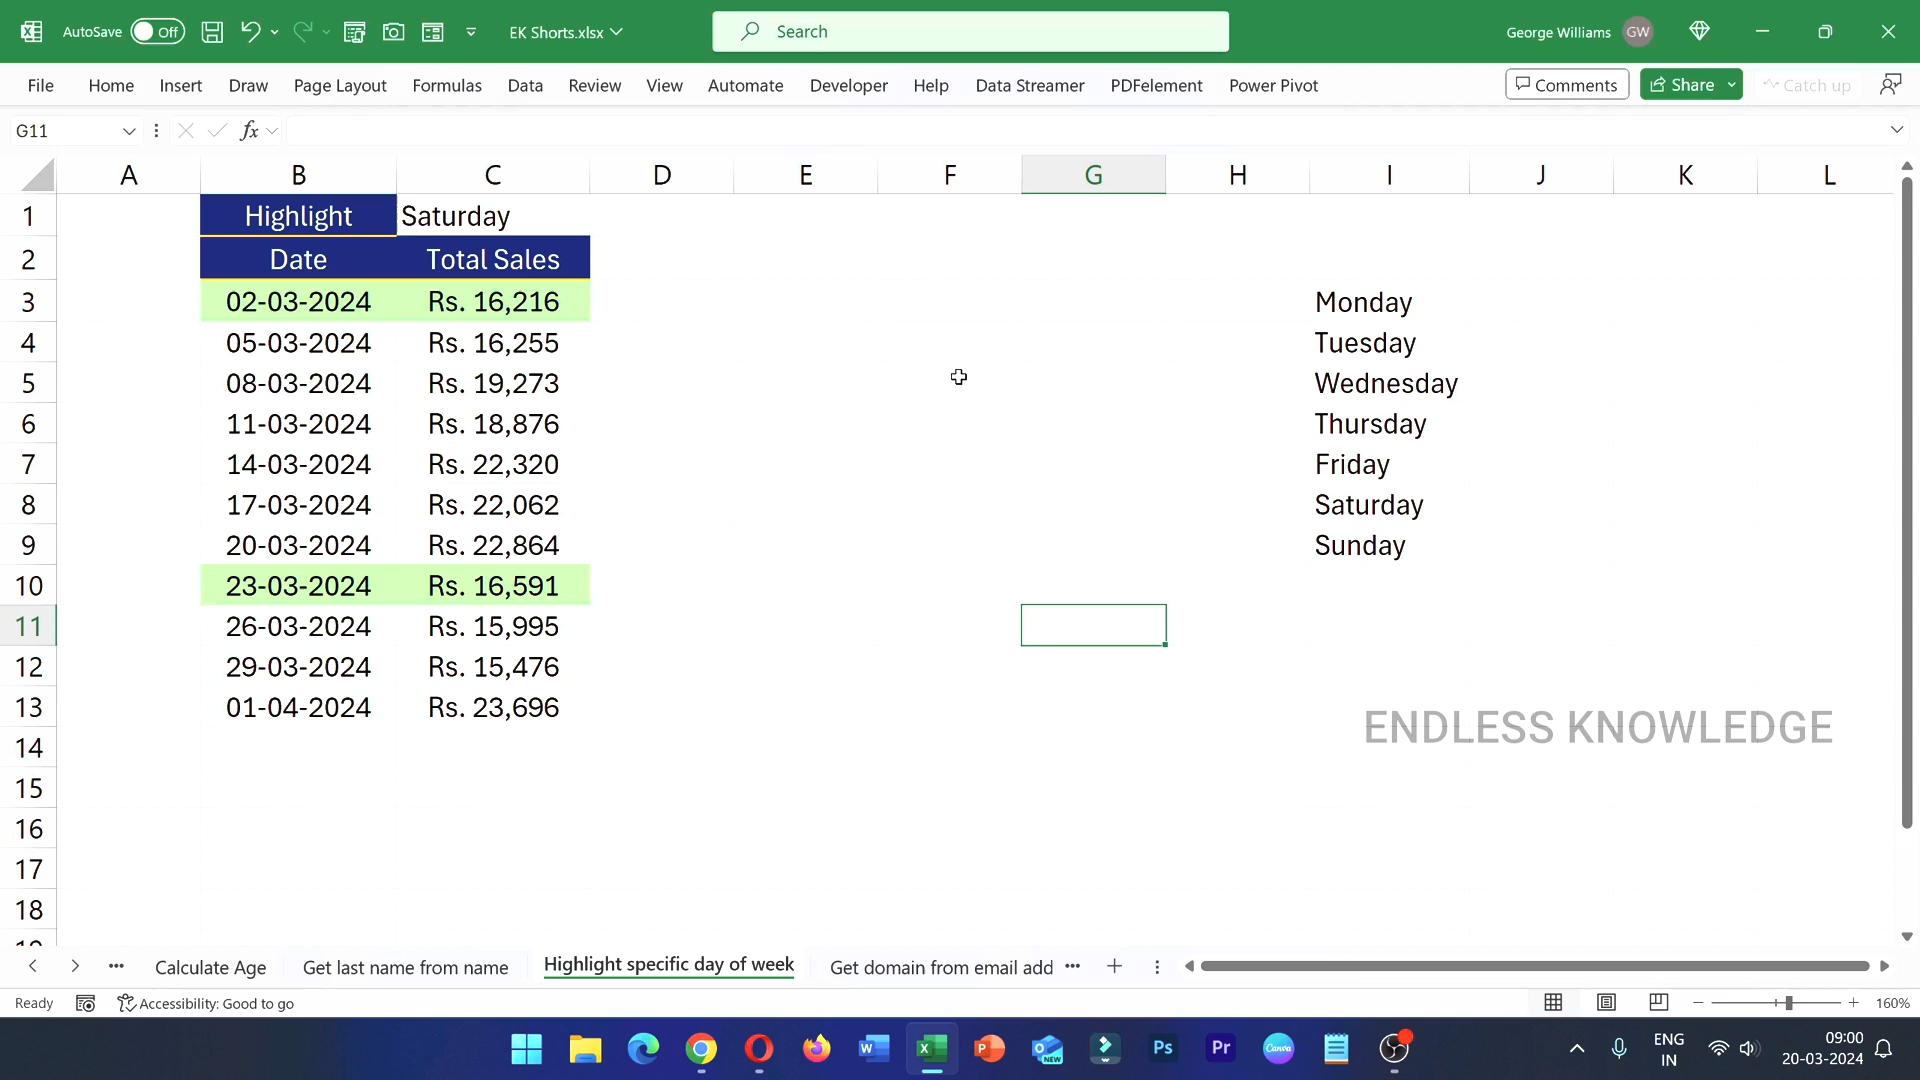 AutoSave Off EK Shorts.xlsx Search George Williams GW
File Home Insert Draw Page Layout Formulas Data Review View Automate Developer Help Data Streamer PDFelement Power Pivot Comments Share Catch up
G11 fx
A B C D E F G H I J K L
1 Highlight Saturday
2 Date Total Sales
3 02-03-2024 Rs. 16,216 Monday
4 05-03-2024 Rs. 16,255 Tuesday
5 08-03-2024 Rs. 19,273 Wednesday
6 11-03-2024 Rs. 18,876 Thursday
7 14-03-2024 Rs. 22,320 Friday
8 17-03-2024 Rs. 22,062 Saturday
9 20-03-2024 Rs. 22,864 Sunday
10 23-03-2024 Rs. 16,591
11 26-03-2024 Rs. 15,995
12 29-03-2024 Rs. 15,476
13 01-04-2024 Rs. 23,696
ENDLESS KNOWLEDGE
14
15
16
17
18
19
Calculate Age Get last name from name Highlight specific day of week Get domain from email add
Ready Accessibility: Good to go 160%
W X P O NEW Ps Pr Canva ENG 09:00
IN 20-03-2024